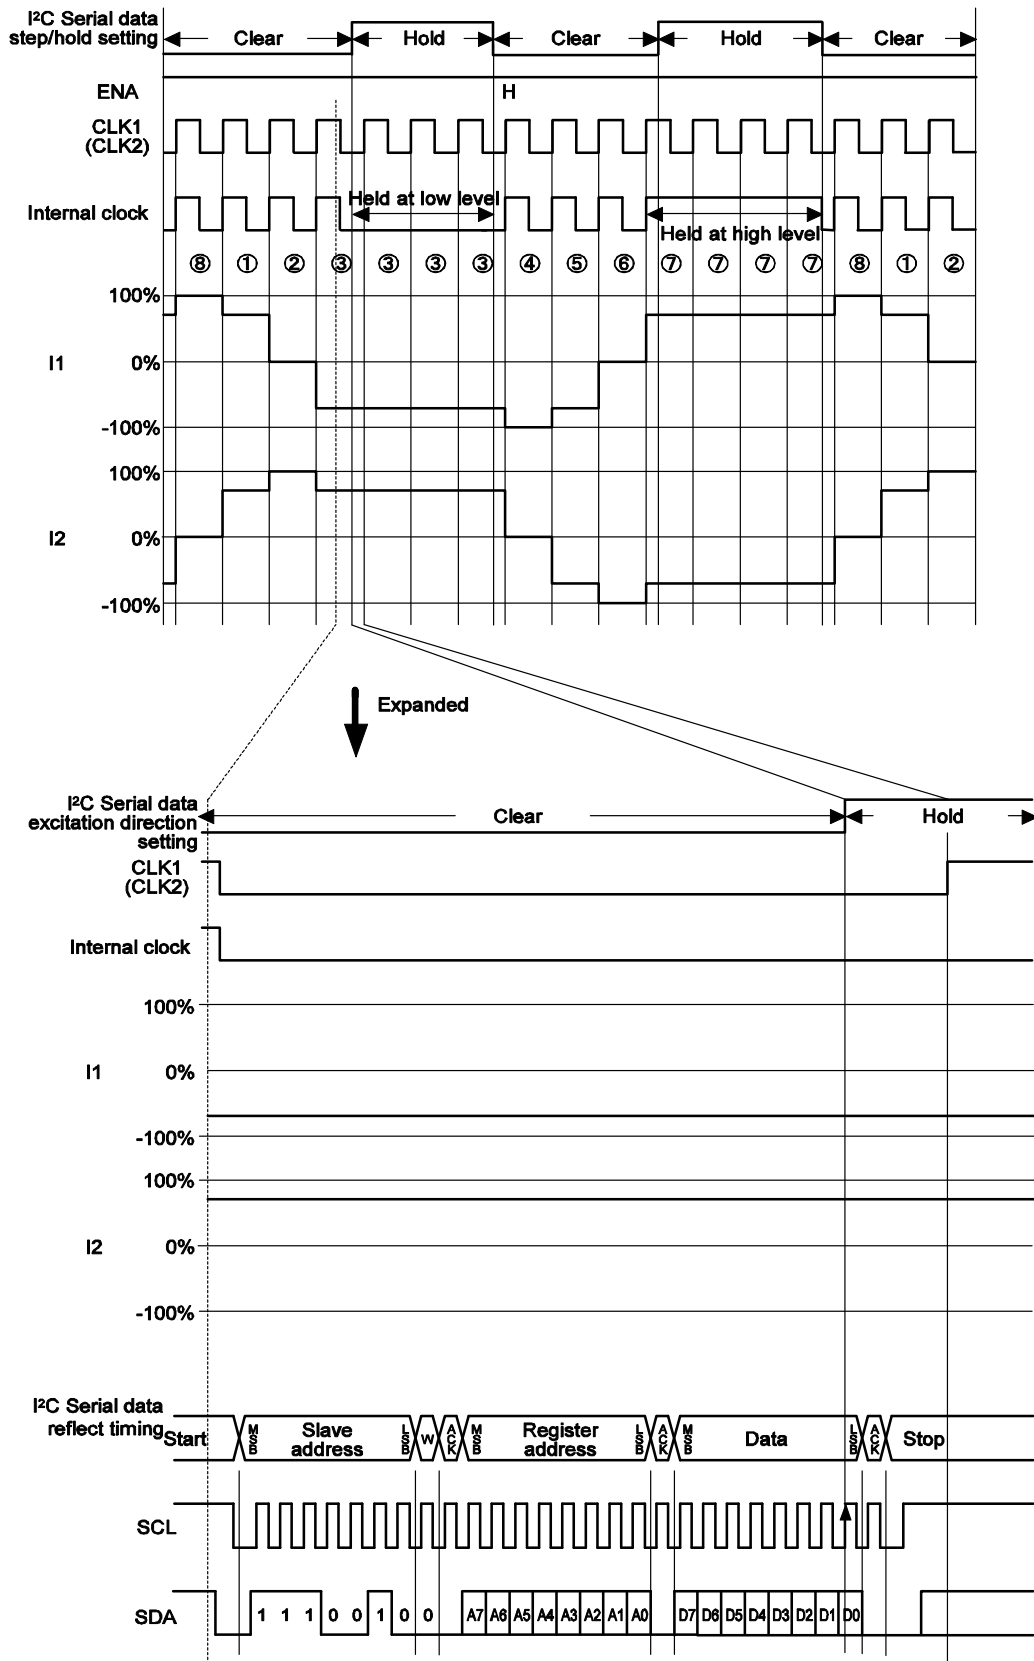 I²C Serial data
step/hold setting
Clear
Hold
Clear
Hold
Clear
ENA
H
CLK1
(CLK2)
Held at low level
Internal clock
Held at high level
⑧ ① ② ③ ③ ③ ③ ④ ⑤ ⑥ ⑦ ⑦ ⑦ ⑦ ⑧ ① ②
100%
I1
0%
-100%
100%
I2
0%
-100%
Expanded
I²C Serial data
excitation direction
setting
Clear
Hold
CLK1
(CLK2)
Internal clock
100%
I1
0%
-100%
100%
I2
0%
-100%
I²C Serial data
reflect timing
Start
MSB
Slave
address
LSB
W
ACK
MSB
Register
address
LSB
ACK
MSB
Data
LSB
ACK
Stop
SCL
SDA
1 1 1 0 0 1 0 0
A7 A6 A5 A4 A3 A2 A1 A0
D7 D6 D5 D4 D3 D2 D1 D0